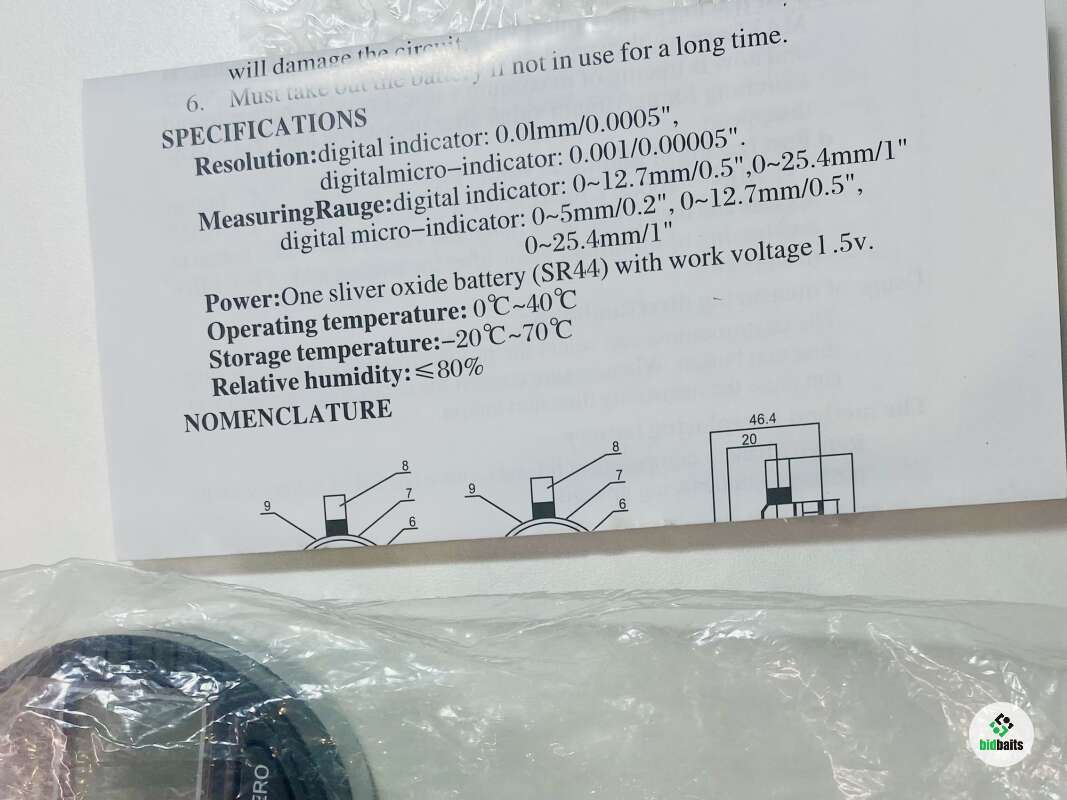 will damage the circuit.
6. Must take out the battery if not in use for a long time.
SPECIFICATIONS
Resolution:digital indicator: 0.01mm/0.0005",
digitalmicro-indicator: 0.001/0.00005".
MeasuringRauge:digital indicator: 0~12.7mm/0.5",0~25.4mm/1"
digital micro-indicator: 0~5mm/0.2", 0~12.7mm/0.5",
0~25.4mm/1"
Power:One sliver oxide battery (SR44) with work voltage1.5v.
Operating temperature: 0℃~40℃
Storage temperature:-20℃~70℃
Relative humidity:≤80%
NOMENCLATURE
46.4
20
8
9
7
6
8
9
7
6
ERO
bidbaits